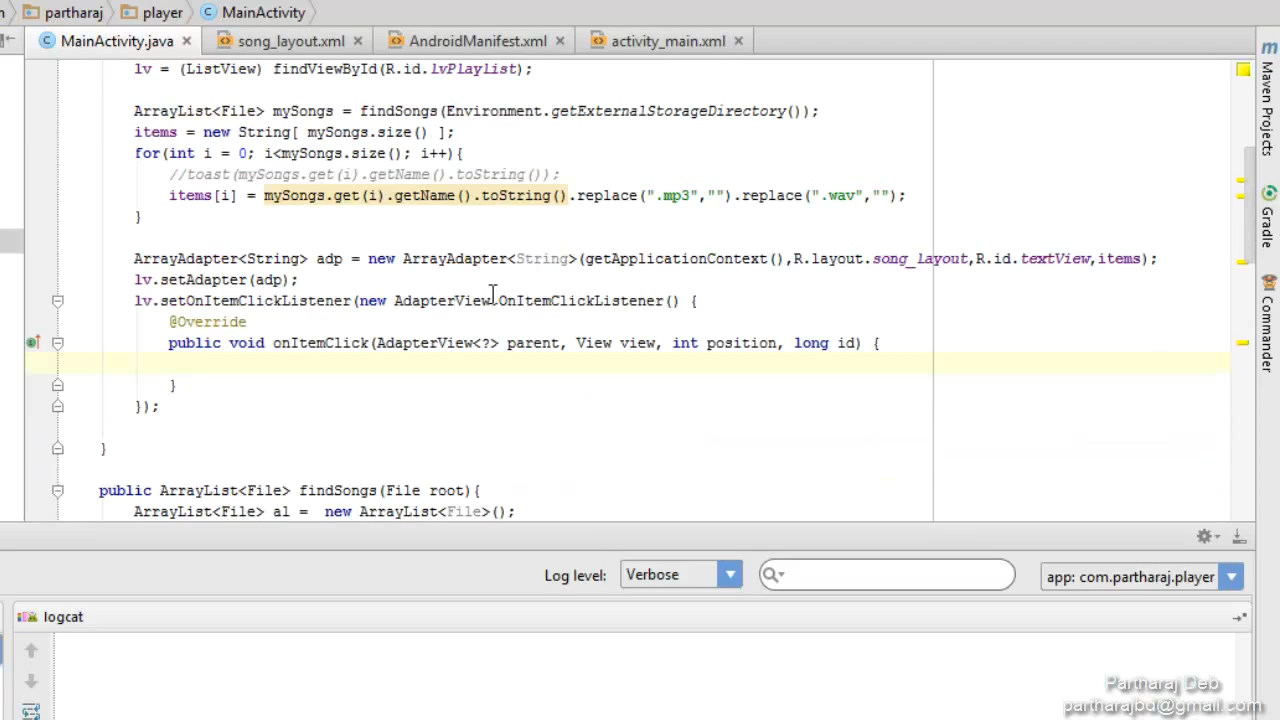 partharaj player MainActivity
MainActivity.java song_layout.xml AndroidManifest.xml activity_main.xml
lv = (ListView) findViewById(R.id.lvPlaylist);
ArrayList<File> mySongs = findSongs(Environment.getExternalStorageDirectory());
items = new String[ mySongs.size() ];
for(int i = 0; i<mySongs.size(); i++){
//toast(mySongs.get(i).getName().toString());
items[i] = mySongs.get(i).getName().toString().replace(".mp3","").replace(".wav","");
}
ArrayAdapter<String> adp = new ArrayAdapter<String>(getApplicationContext(),R.layout.song_layout,R.id.textView,items);
lv.setAdapter(adp);
lv.setOnItemClickListener(new AdapterView.OnItemClickListener() {
@Override
public void onItemClick(AdapterView<?> parent, View view, int position, long id) {
}
});
}
public ArrayList<File> findSongs(File root){
ArrayList<File> al = new ArrayList<File>();
Maven Projects
Gradle
Commander
Log level: Verbose app: com.partharaj.player
logcat
Partharaj Deb
partharajbd@gmail.com